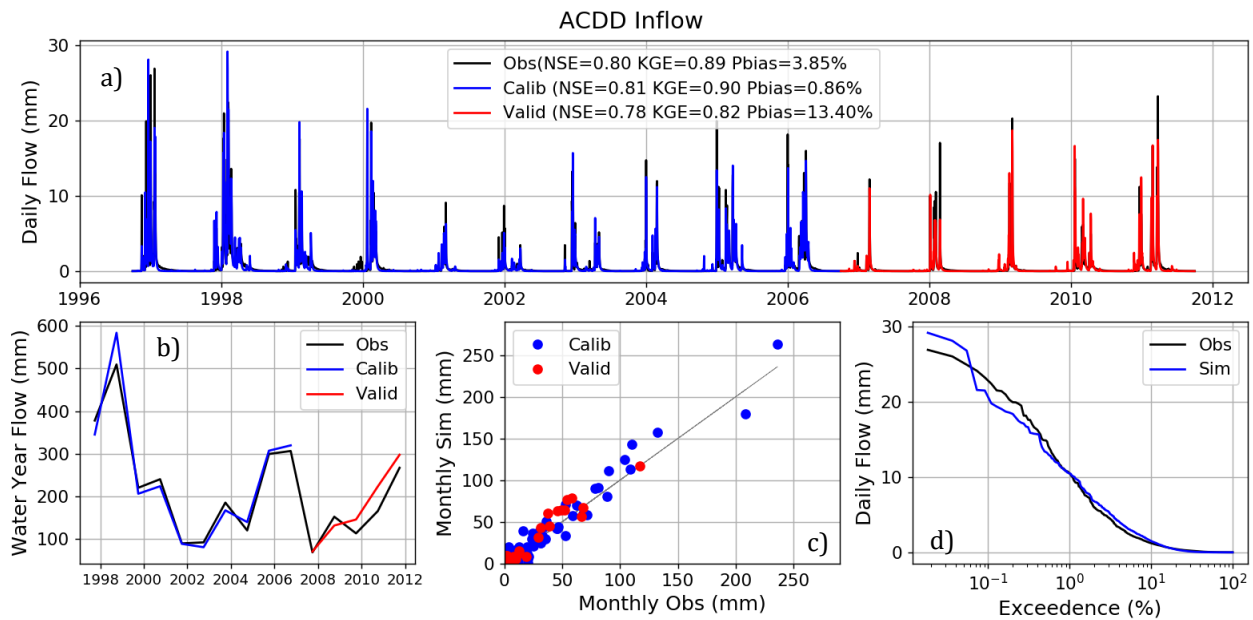 ACDD Inflow
Daily Flow (mm)
30
20
10
0
a)
Obs(NSE=0.80 KGE=0.89 Pbias=3.85%
Calib (NSE=0.81 KGE=0.90 Pbias=0.86%
Valid (NSE=0.78 KGE=0.82 Pbias=13.40%
1996 1998 2000 2002 2004 2006 2008 2010 2012
Water Year Flow (mm)
600
500
400
300
200
100
b)
Obs
Calib
Valid
1998 2000 2002 2004 2006 2008 2010 2012
Monthly Sim (mm)
250
200
150
100
50
0
Calib
Valid
c)
0 50 100 150 200 250
Monthly Obs (mm)
Daily Flow (mm)
30
20
10
0
Obs
Sim
d)
10⁻¹ 10⁰ 10¹ 10²
Exceedence (%)